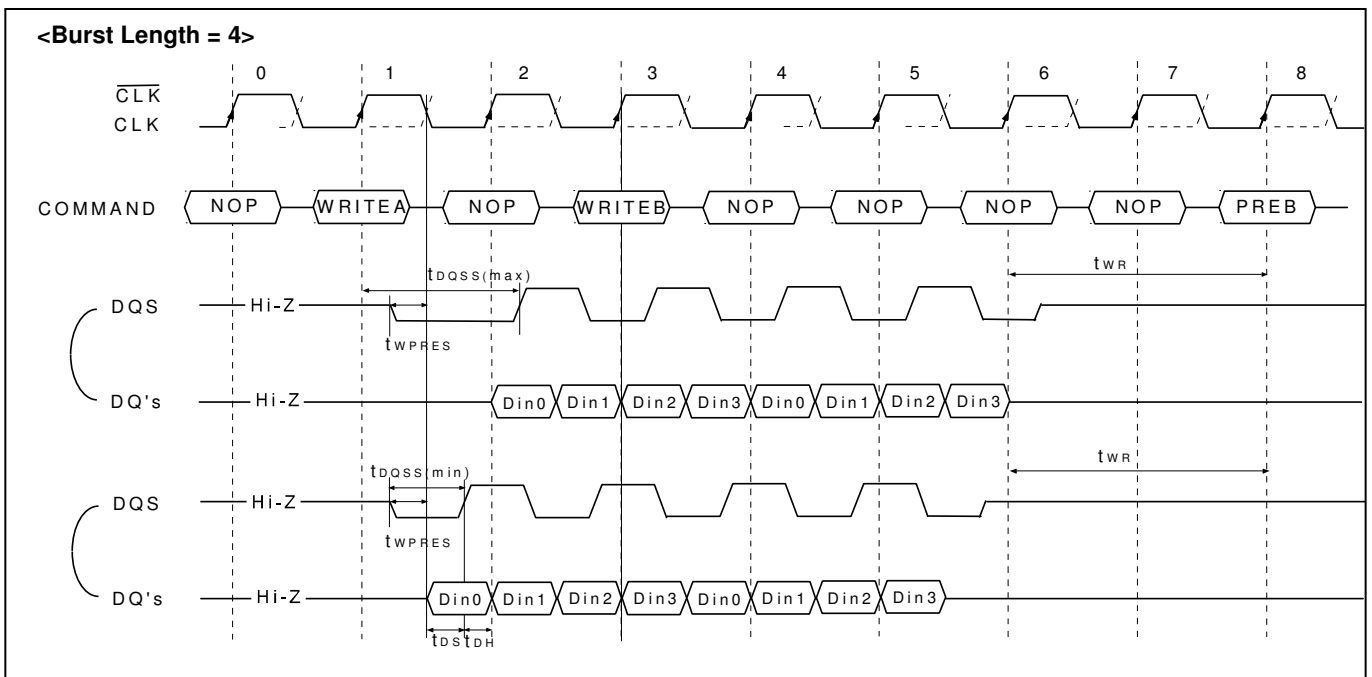 <Burst Length = 4>
0 1 2 3 4 5 6 7 8
CLK
CLK
COMMAND NOP WRITEA NOP WRITEB NOP NOP NOP NOP PREB
tDQSS(max) tWR
DQS Hi-Z
tWPRES
DQ's Hi-Z Din0 Din1 Din2 Din3 Din0 Din1 Din2 Din3
tDQSS(min) tWR
DQS Hi-Z
tWPRES
DQ's Hi-Z Din0 Din1 Din2 Din3 Din0 Din1 Din2 Din3
tDS tDH